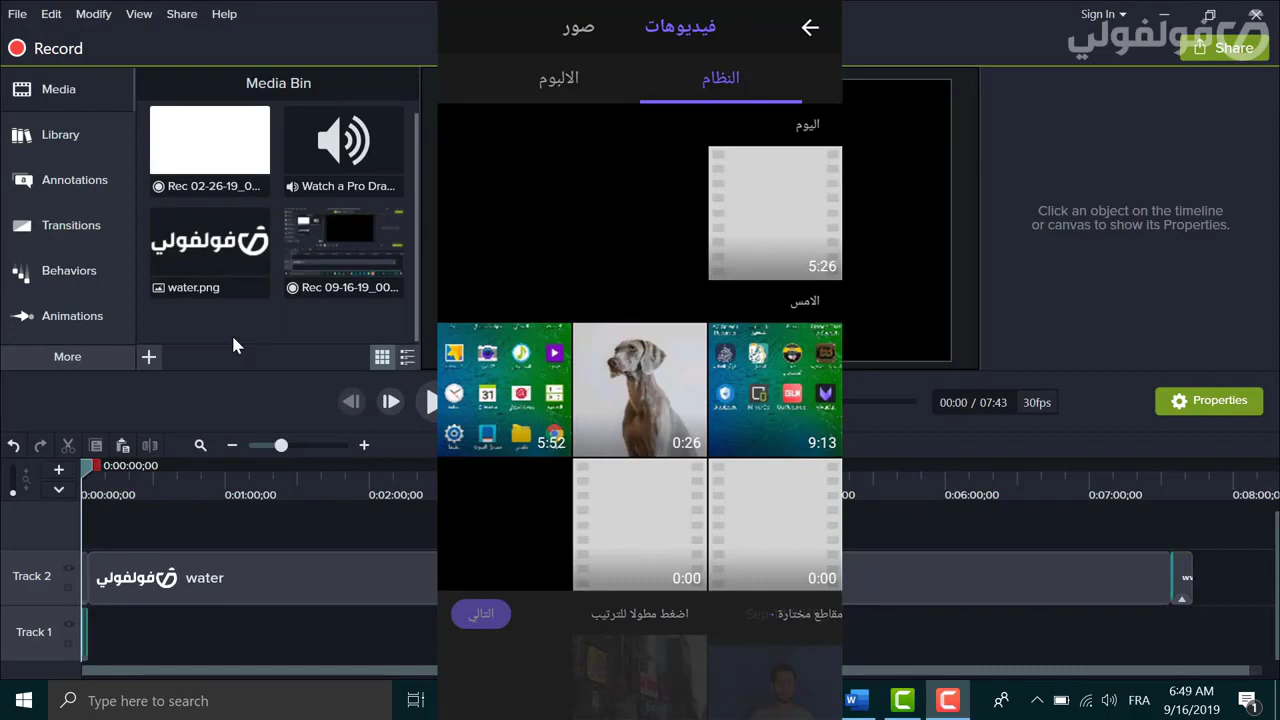 File Edit Modify View Share Help
Sign In
Record
Share
فولفولي
Media
Library
Annotations
Transitions
Behaviors
Animations
More
Media Bin
Rec 02-26-19_0...
Watch a Pro Dra...
فولفولي
water.png
Rec 09-16-19_00...
فيديوهات
صور
النظام
الالبوم
اليوم
5:26
الامس
31
GUI
5:52
0:26
9:13
0:00
0:00
مقاطع مختارة
اضغط مطولا للترتيب
التالي
Click an object on the timeline
or canvas to show its Properties.
00:00 / 07:43
30fps
Properties
0:00:00;00
0:00:00;00
0:01:00;00
0:02:00;00
0:06:00;00
0:07:00;00
0:08:00;
Track 2
فولفولي
water
Track 1
Type here to search
FRA
6:49 AM
9/16/2019
1